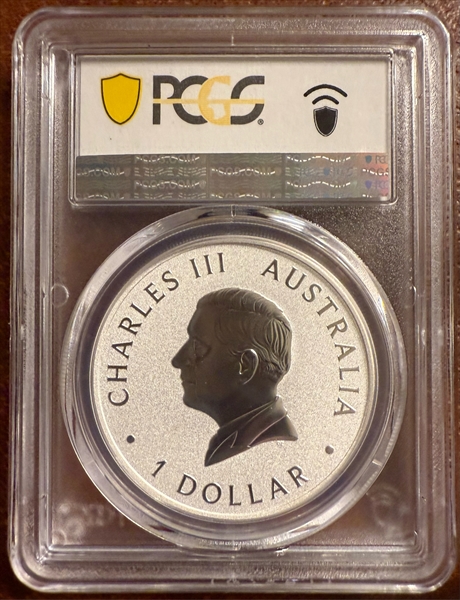 PCGS
CHARLES III AUSTRALIA
1 DOLLAR